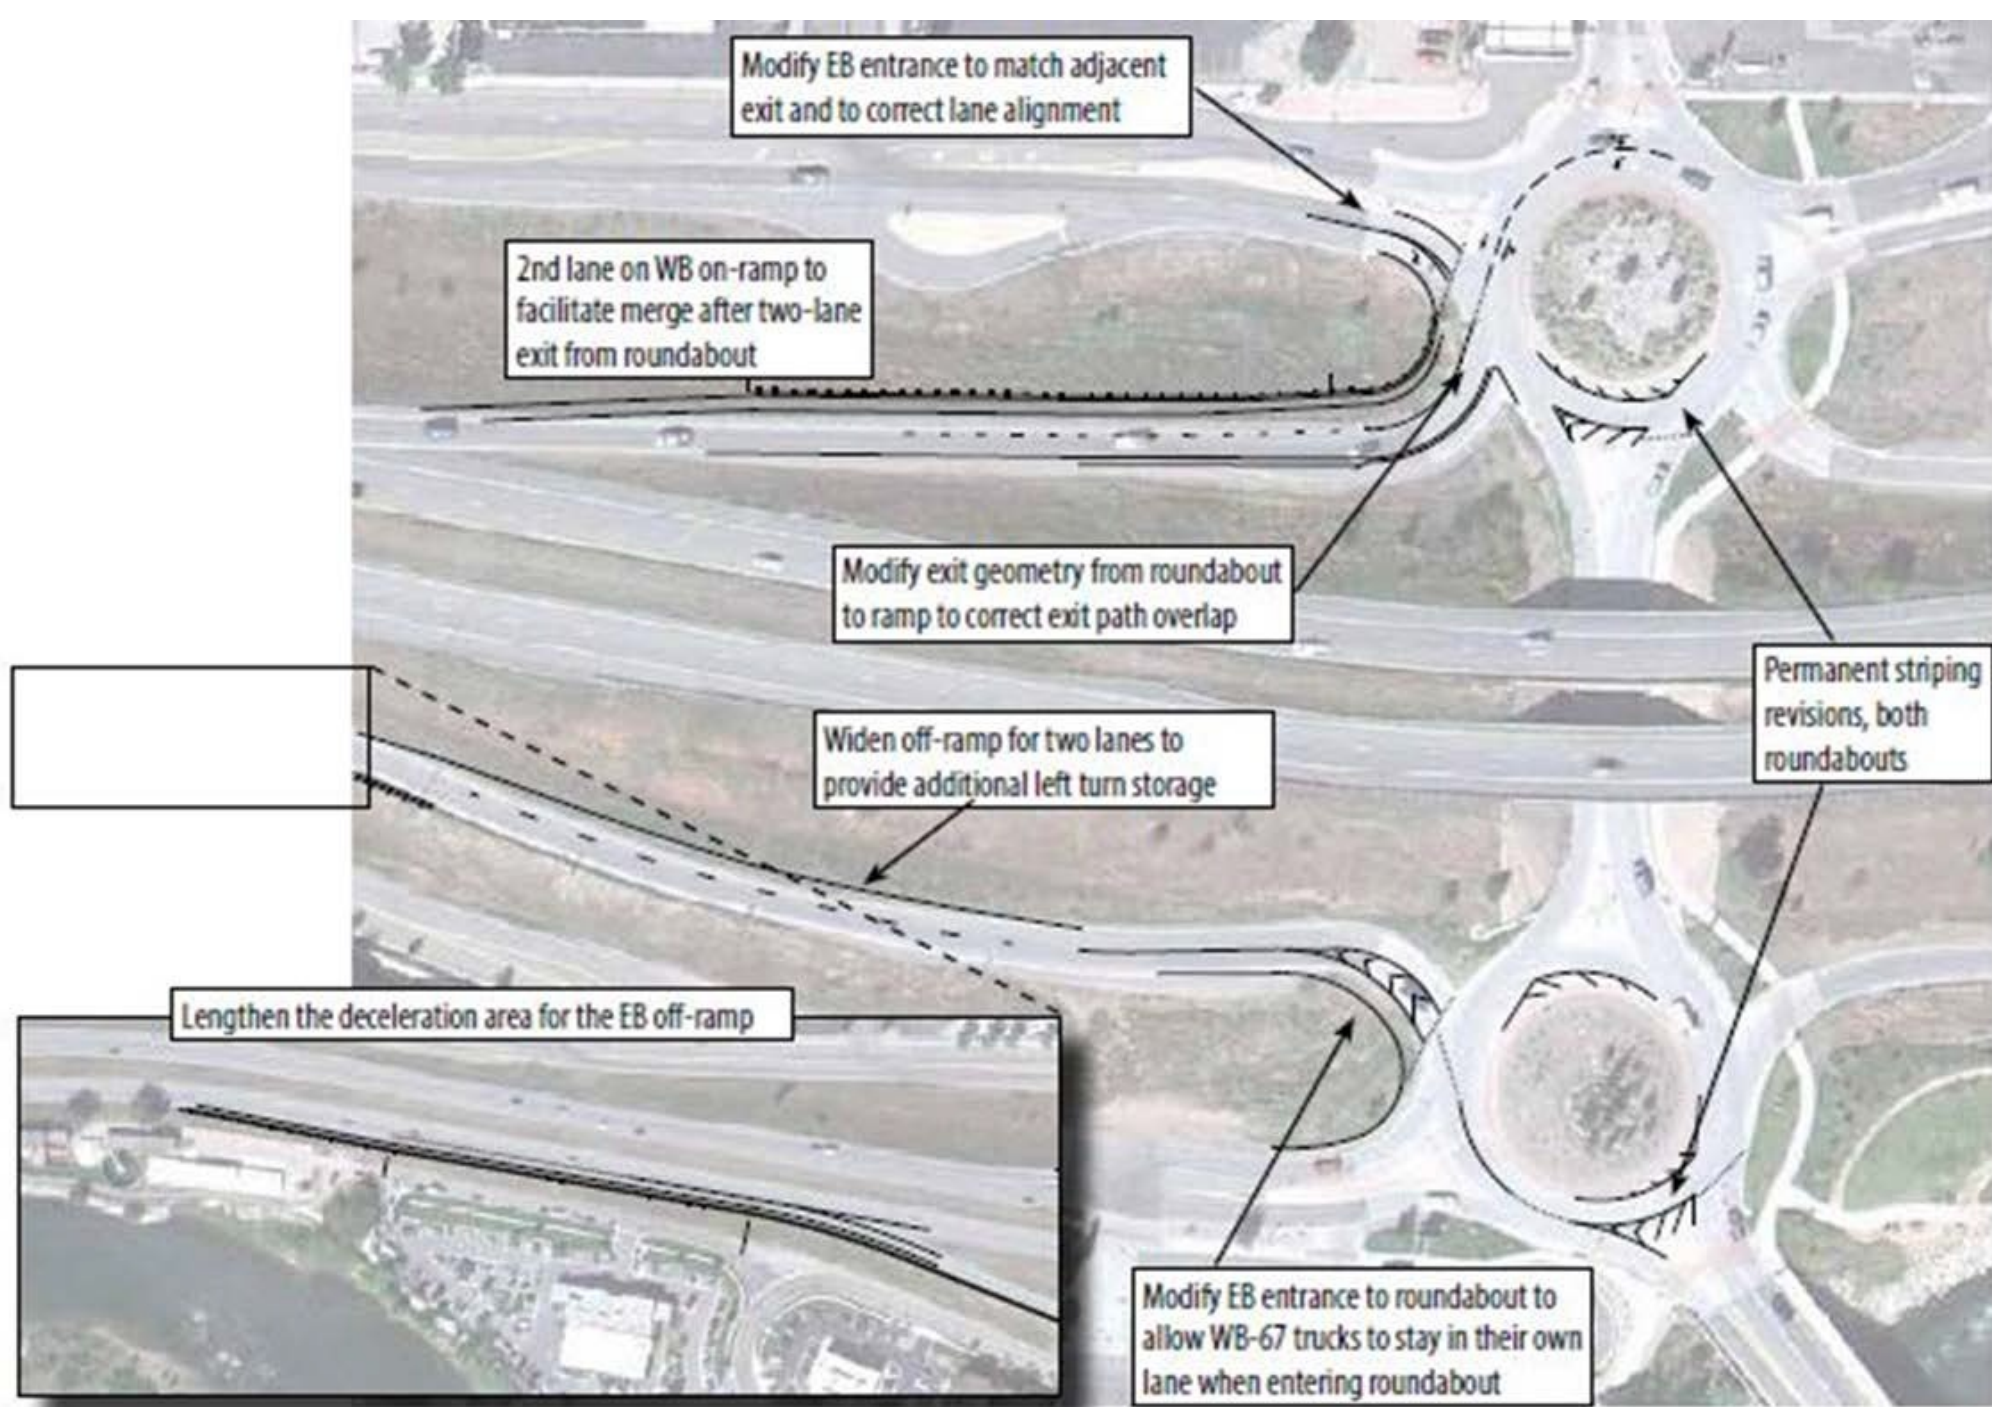 Modify EB entrance to match adjacent
exit and to correct lane alignment
2nd lane on WB on-ramp to
facilitate merge after two-lane
exit from roundabout
Modify exit geometry from roundabout
to ramp to correct exit path overlap
Permanent striping
revisions, both
roundabouts
Widen off-ramp for two lanes to
provide additional left turn storage
Lengthen the deceleration area for the EB off-ramp
Modify EB entrance to roundabout to
allow WB-67 trucks to stay in their own
lane when entering roundabout